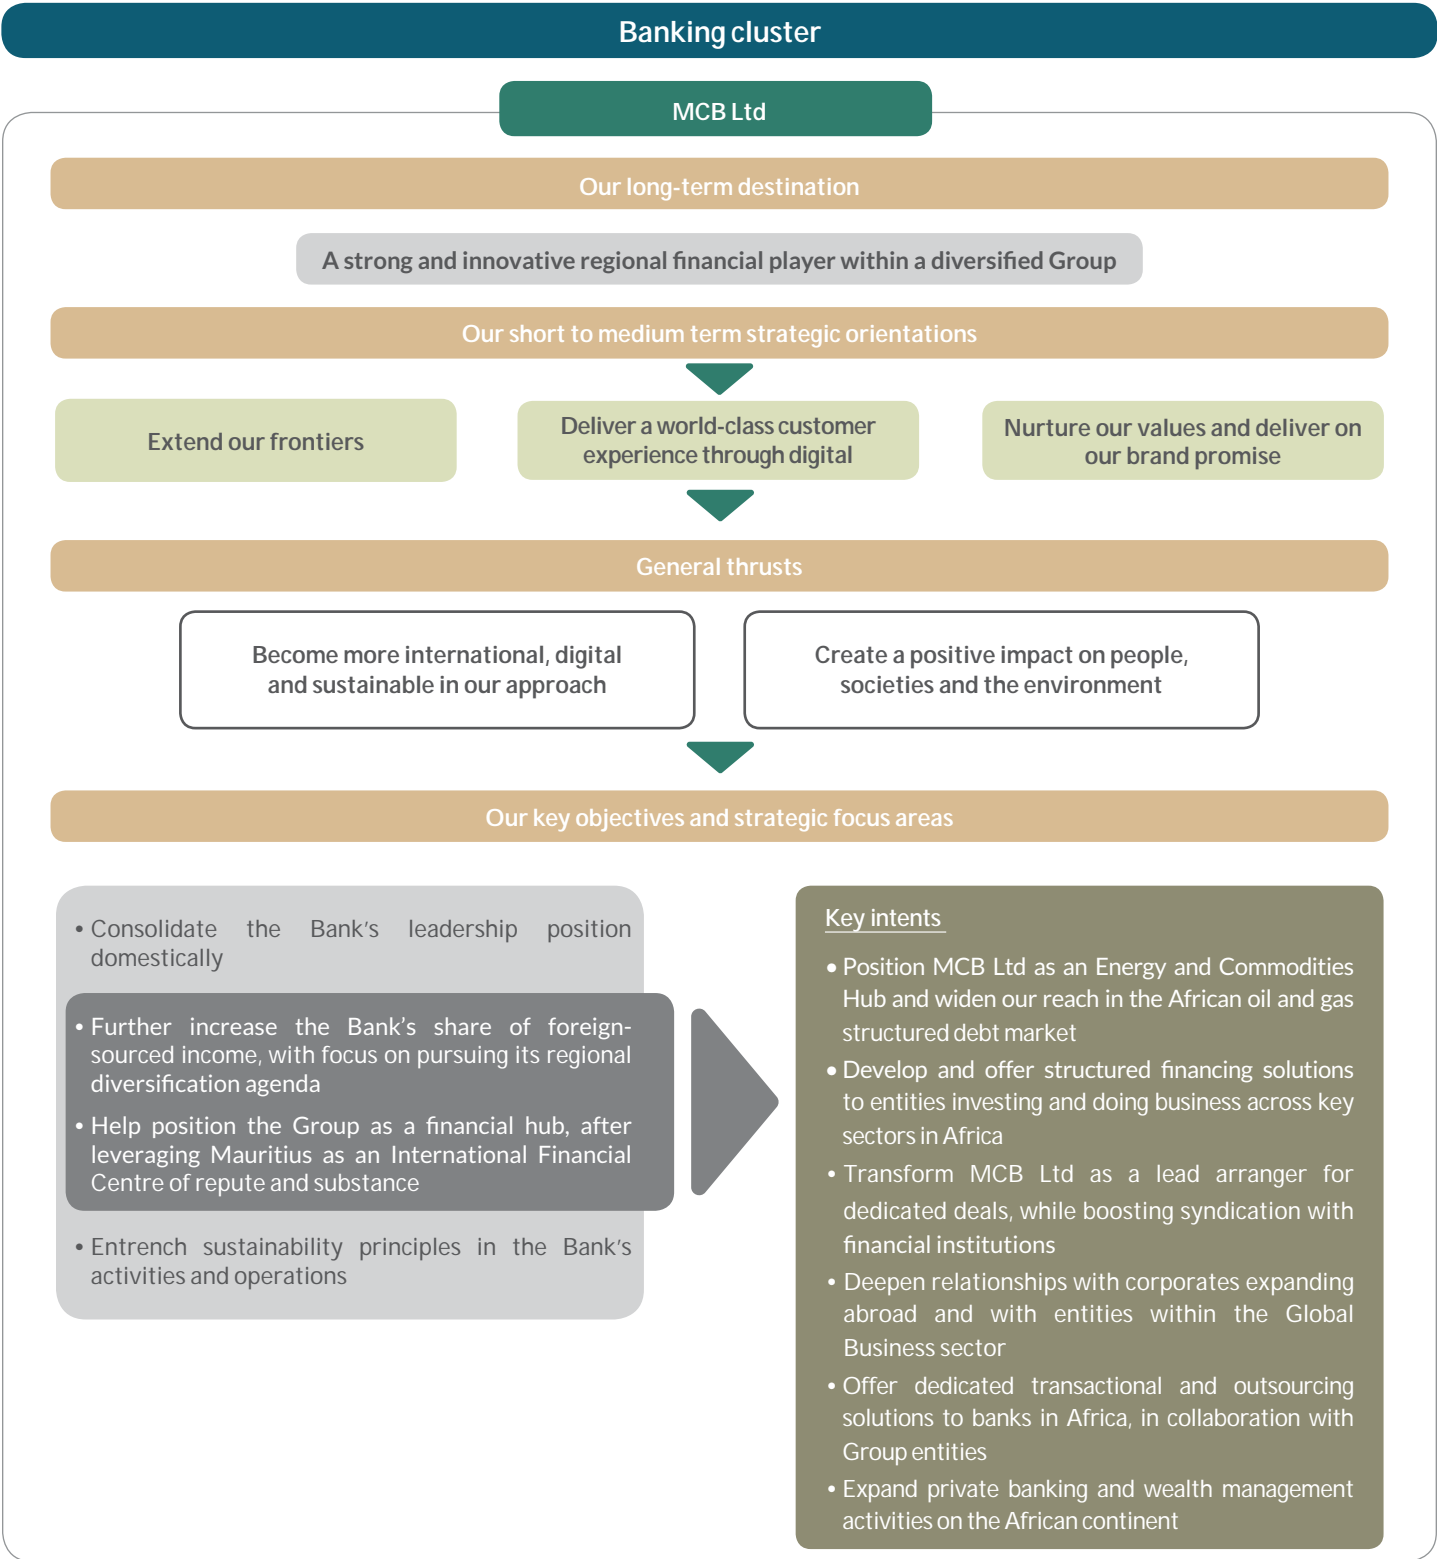 Banking cluster
MCB Ltd
Our long-term destination
A strong and innovative regional financial player within a diversified Group
Our short to medium term strategic orientations
Extend our frontiers
Deliver a world-class customer
experience through digital
Nurture our values and deliver on
our brand promise
General thrusts
Become more international, digital
and sustainable in our approach
Create a positive impact on people,
societies and the environment
Our key objectives and strategic focus areas
• Consolidate the Bank's leadership position
domestically
• Further increase the Bank's share of foreign-
sourced income, with focus on pursuing its regional
diversification agenda
• Help position the Group as a financial hub, after
leveraging Mauritius as an International Financial
Centre of repute and substance
• Entrench sustainability principles in the Bank's
activities and operations
Key intents
• Position MCB Ltd as an Energy and Commodities
Hub and widen our reach in the African oil and gas
structured debt market
• Develop and offer structured financing solutions
to entities investing and doing business across key
sectors in Africa
• Transform MCB Ltd as a lead arranger for
dedicated deals, while boosting syndication with
financial institutions
• Deepen relationships with corporates expanding
abroad and with entities within the Global
Business sector
• Offer dedicated transactional and outsourcing
solutions to banks in Africa, in collaboration with
Group entities
• Expand private banking and wealth management
activities on the African continent